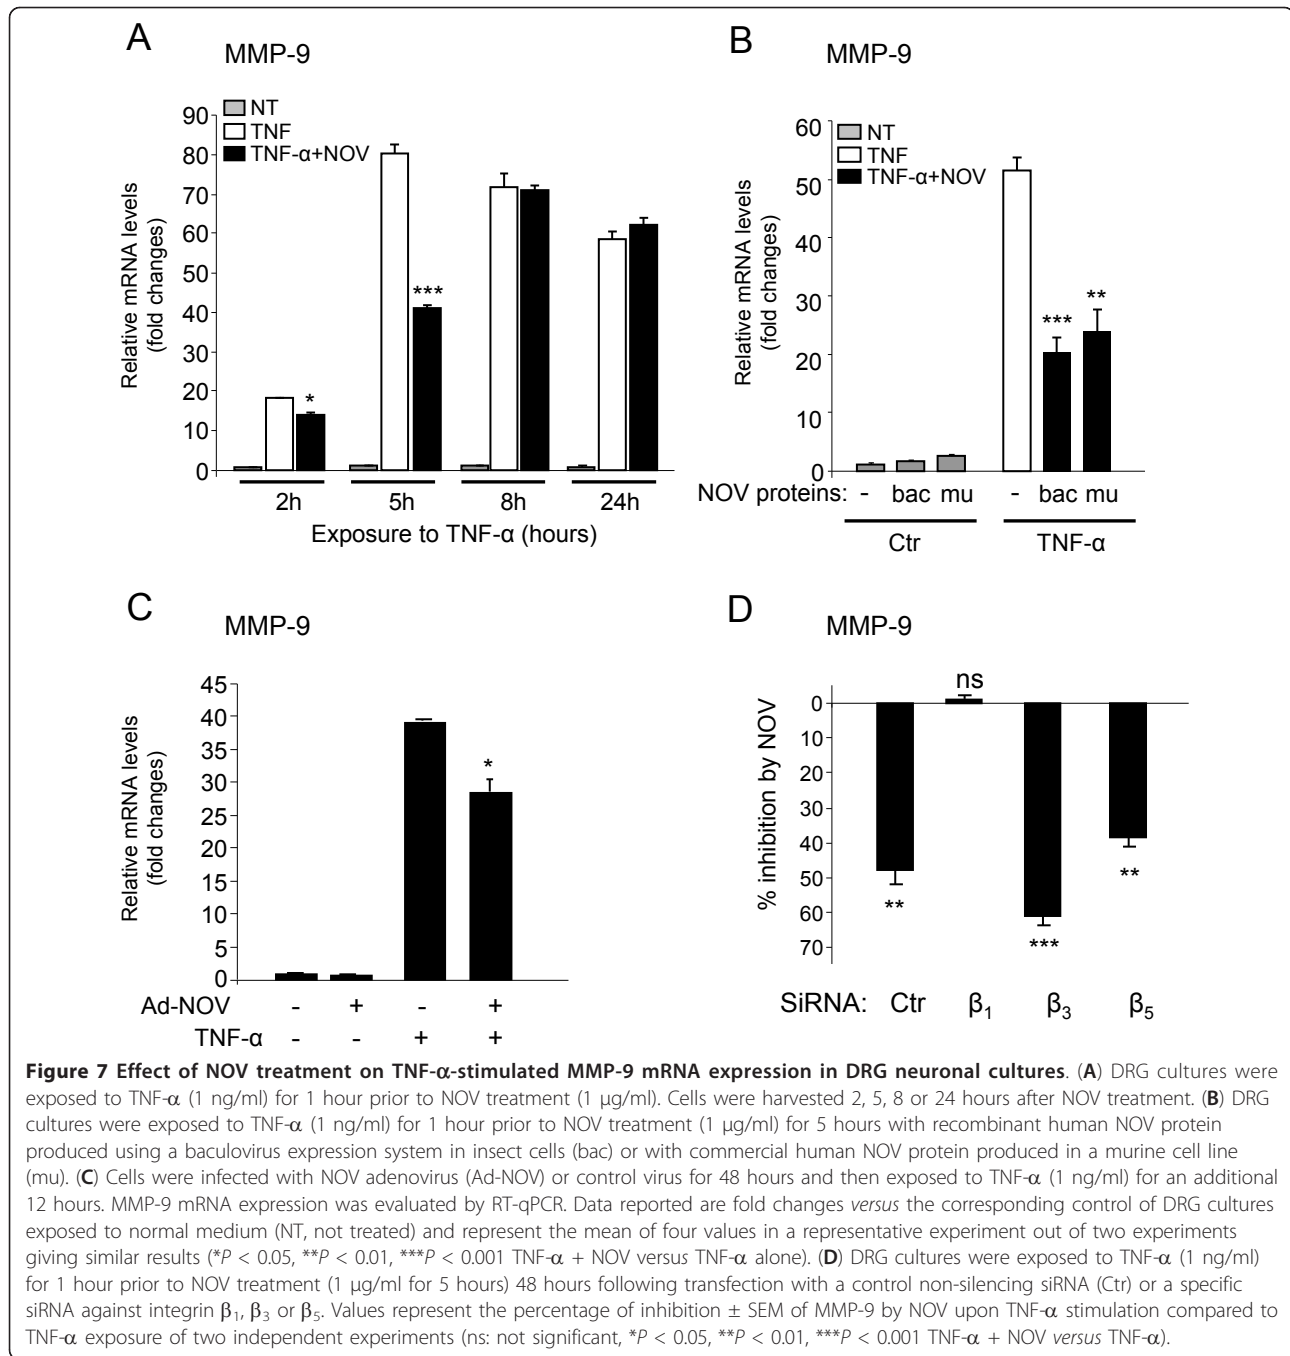 A
MMP-9
NT
TNF
TNF-α+NOV
Relative mRNA levels
(fold changes)
90
80
70
60
50
40
30
20
10
0
*
***
2h 5h 8h 24h
Exposure to TNF-α (hours)
B
MMP-9
NT
TNF
TNF-α+NOV
Relative mRNA levels
(fold changes)
60
50
40
30
20
10
0
***
**
NOV proteins: - bac mu - bac mu
Ctr TNF-α
C
MMP-9
Relative mRNA levels
(fold changes)
45
40
35
30
25
20
15
10
5
0
*
Ad-NOV - + - +
TNF-α - - + +
D
MMP-9
% inhibition by NOV
0
10
20
30
40
50
60
70
ns
**
***
**
SiRNA: Ctr β1 β3 β5
Figure 7 Effect of NOV treatment on TNF-α-stimulated MMP-9 mRNA expression in DRG neuronal cultures. (A) DRG cultures were
exposed to TNF-α (1 ng/ml) for 1 hour prior to NOV treatment (1 μg/ml). Cells were harvested 2, 5, 8 or 24 hours after NOV treatment. (B) DRG
cultures were exposed to TNF-α (1 ng/ml) for 1 hour prior to NOV treatment (1 μg/ml) for 5 hours with recombinant human NOV protein
produced using a baculovirus expression system in insect cells (bac) or with commercial human NOV protein produced in a murine cell line
(mu). (C) Cells were infected with NOV adenovirus (Ad-NOV) or control virus for 48 hours and then exposed to TNF-α (1 ng/ml) for an additional
12 hours. MMP-9 mRNA expression was evaluated by RT-qPCR. Data reported are fold changes versus the corresponding control of DRG cultures
exposed to normal medium (NT, not treated) and represent the mean of four values in a representative experiment out of two experiments
giving similar results (*P < 0.05, **P < 0.01, ***P < 0.001 TNF-α + NOV versus TNF-α alone). (D) DRG cultures were exposed to TNF-α (1 ng/ml)
for 1 hour prior to NOV treatment (1 μg/ml for 5 hours) 48 hours following transfection with a control non-silencing siRNA (Ctr) or a specific
siRNA against integrin β1, β3 or β5. Values represent the percentage of inhibition ± SEM of MMP-9 by NOV upon TNF-α stimulation compared to
TNF-α exposure of two independent experiments (ns: not significant, *P < 0.05, **P < 0.01, ***P < 0.001 TNF-α + NOV versus TNF-α).